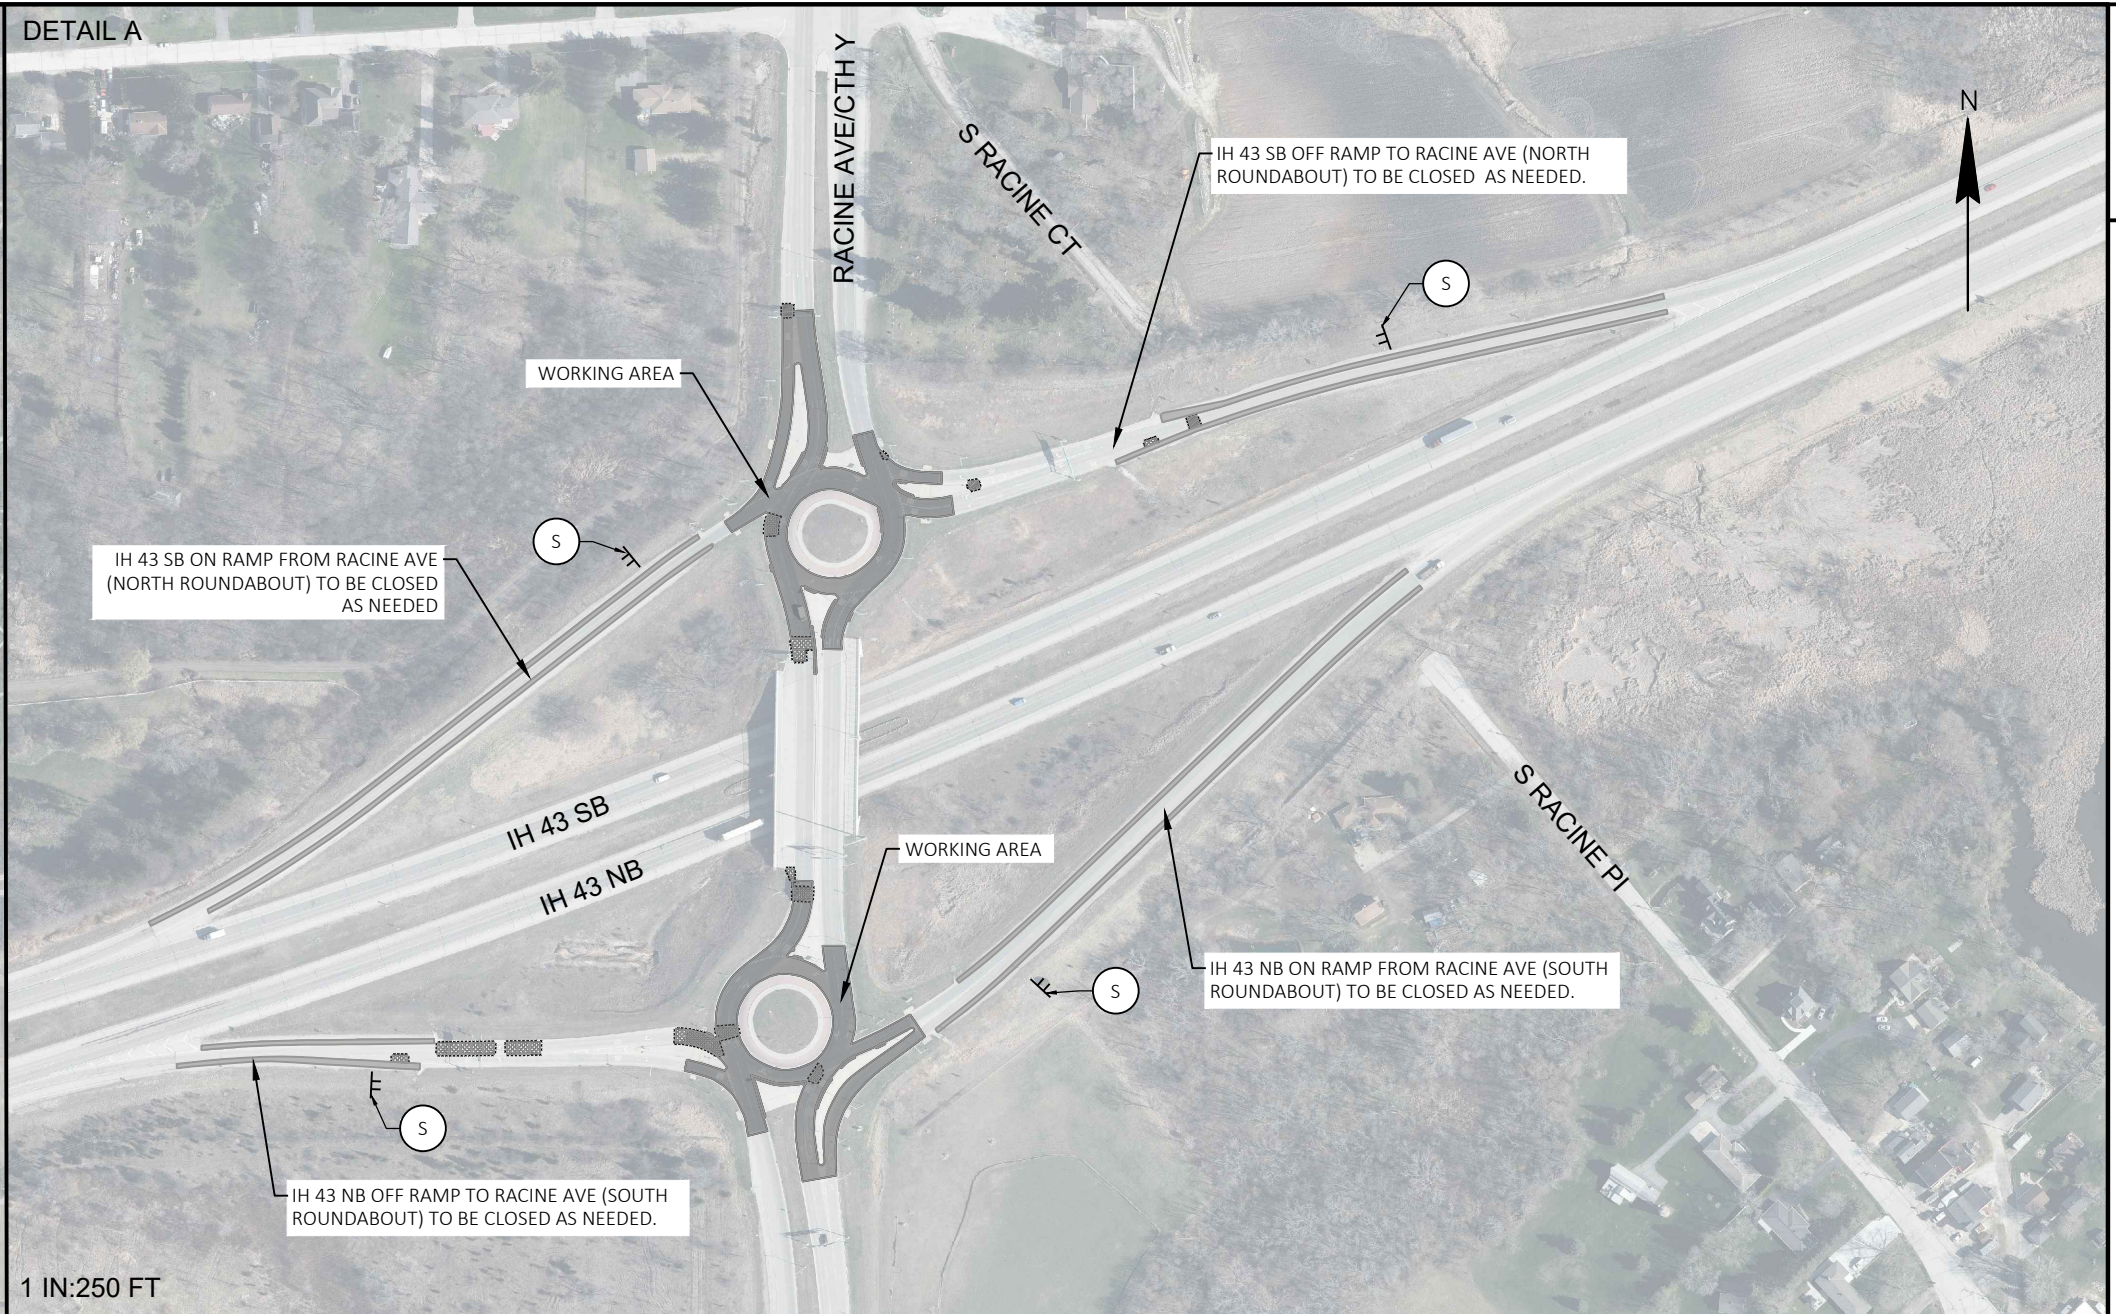 DETAIL A
RACINE AVE/CTH Y
S RACINE CT
N
IH 43 SB OFF RAMP TO RACINE AVE (NORTH
ROUNDABOUT) TO BE CLOSED  AS NEEDED.
S
WORKING AREA
S
IH 43 SB ON RAMP FROM RACINE AVE
(NORTH ROUNDABOUT) TO BE CLOSED
AS NEEDED
IH 43 SB
IH 43 NB
WORKING AREA
S RACINE Pl
IH 43 NB ON RAMP FROM RACINE AVE (SOUTH
ROUNDABOUT) TO BE CLOSED AS NEEDED.
S
S
IH 43 NB OFF RAMP TO RACINE AVE (SOUTH
ROUNDABOUT) TO BE CLOSED AS NEEDED.
1 IN:250 FT